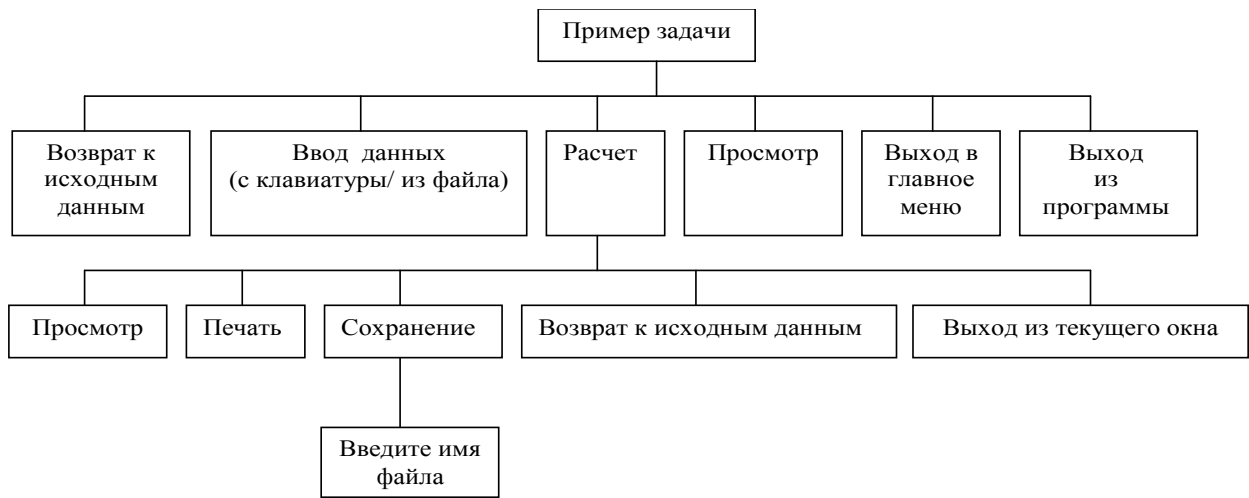 Пример задачи
Возврат к
исходным
данным
Ввод данных
(с клавиатуры/ из файла)
Расчет
Просмотр
Выход в
главное
меню
Выход
из
программы
Просмотр
Печать
Сохранение
Возврат к исходным данным
Выход из текущего окна
Введите имя
файла